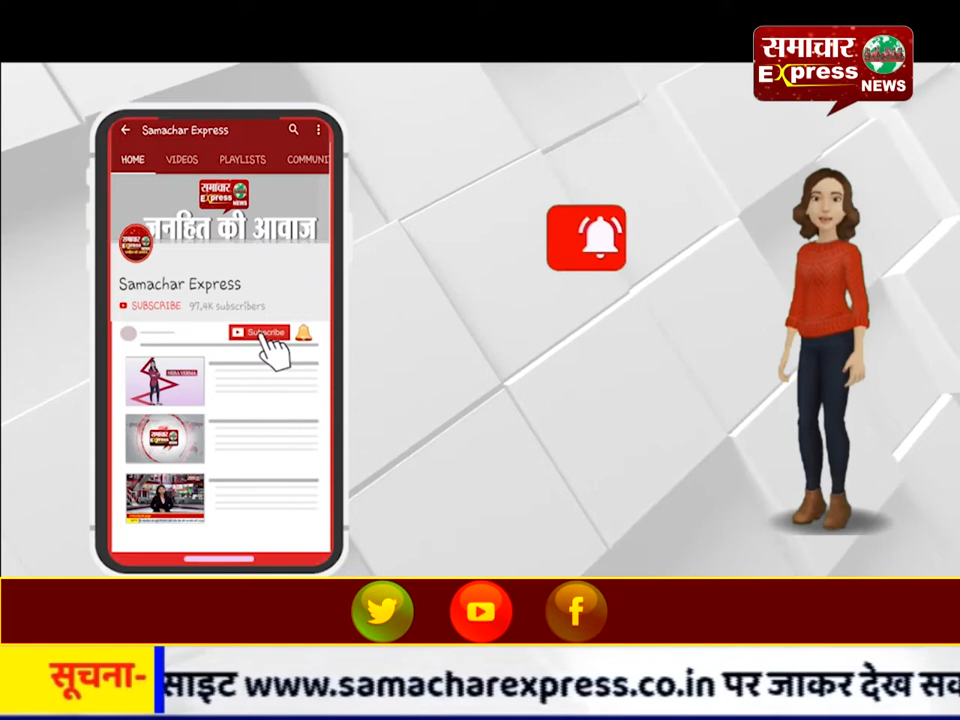 समाचार
Express
NEWS
Samachar Express
HOME VIDEOS PLAYLISTS COMMUNI
समाचार
Express
NEWS
जनहित की आवाज
Samachar Express
SUBSCRIBE 97.4K subscribers
Subscribe
सूचना- साइट www.samacharexpress.co.in पर जाकर देख सक